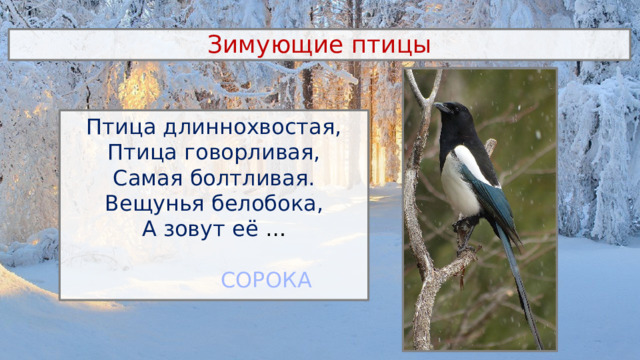 Зимующие птицы
Птица длиннохвостая,
Птица говорливая,
Самая болтливая.
Вещунья белобока,
А зовут её ...
СОРОКА